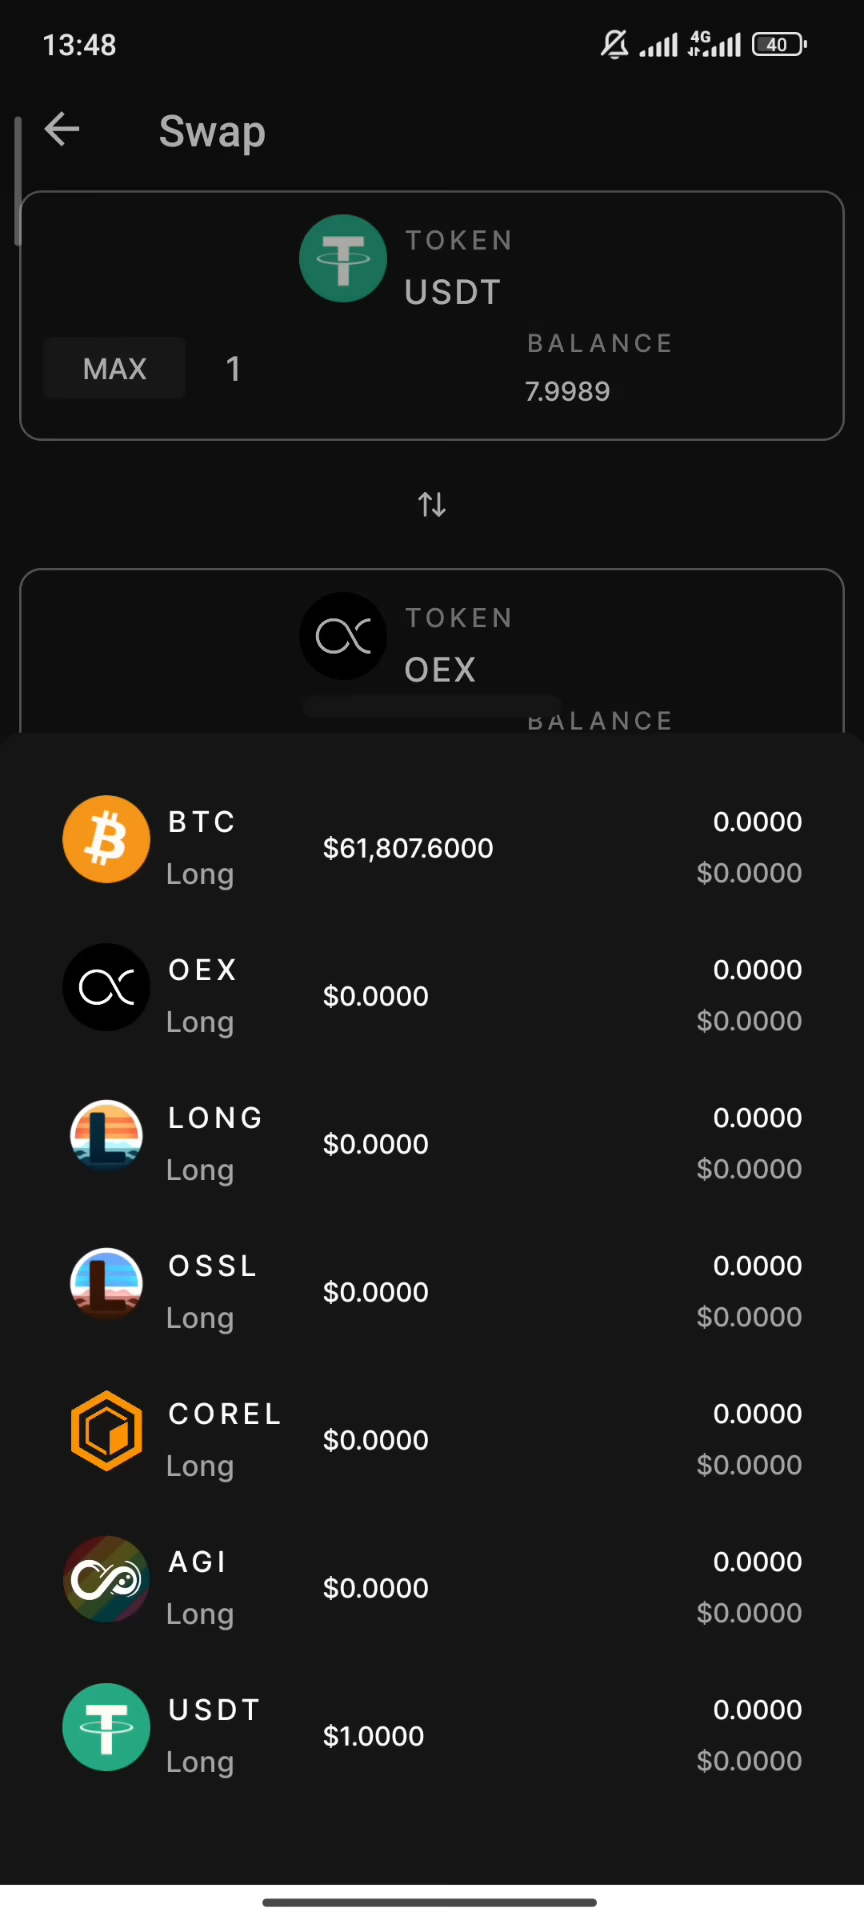 13:48
4G
40
Swap
TOKEN
USDT
BALANCE
MAX
1
7.9989
TOKEN
OEX
BALANCE
BTC
Long
$61,807.6000
0.0000
$0.0000
OEX
Long
$0.0000
0.0000
$0.0000
LONG
Long
$0.0000
0.0000
$0.0000
OSSL
Long
$0.0000
0.0000
$0.0000
COREL
Long
$0.0000
0.0000
$0.0000
AGI
Long
$0.0000
0.0000
$0.0000
USDT
Long
$1.0000
0.0000
$0.0000